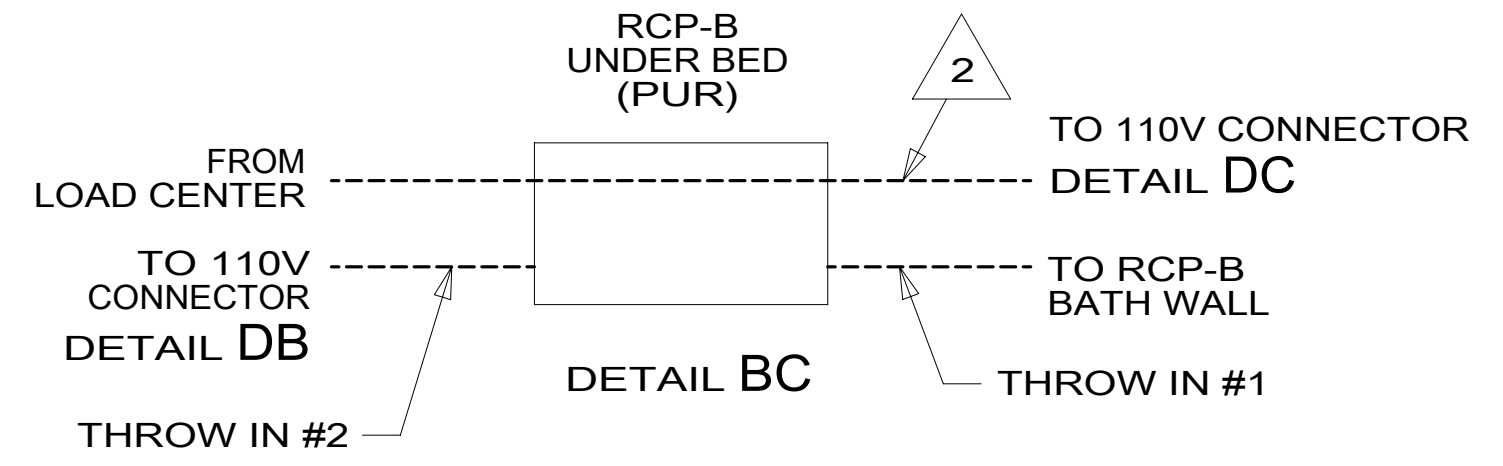 RCP-B
UNDER BED
(PUR)
2
FROM
LOAD CENTER
TO 110V CONNECTOR
DETAIL DC
TO 110V
CONNECTOR
DETAIL DB
TO RCP-B
BATH WALL
DETAIL BC
THROW IN #1
THROW IN #2